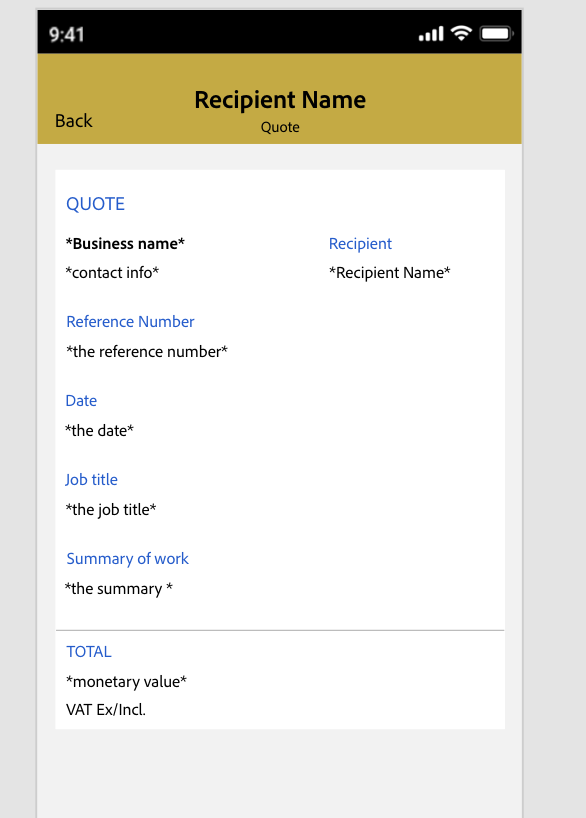 9:41
Recipient Name
Back
Quote
QUOTE
*Business name*
Recipient
*contact info*
*Recipient Name*
Reference Number
*the reference number*
Date
*the date*
Job title
*the job title*
Summary of work
*the summary *
TOTAL
*monetary value*
VAT Ex/Incl.